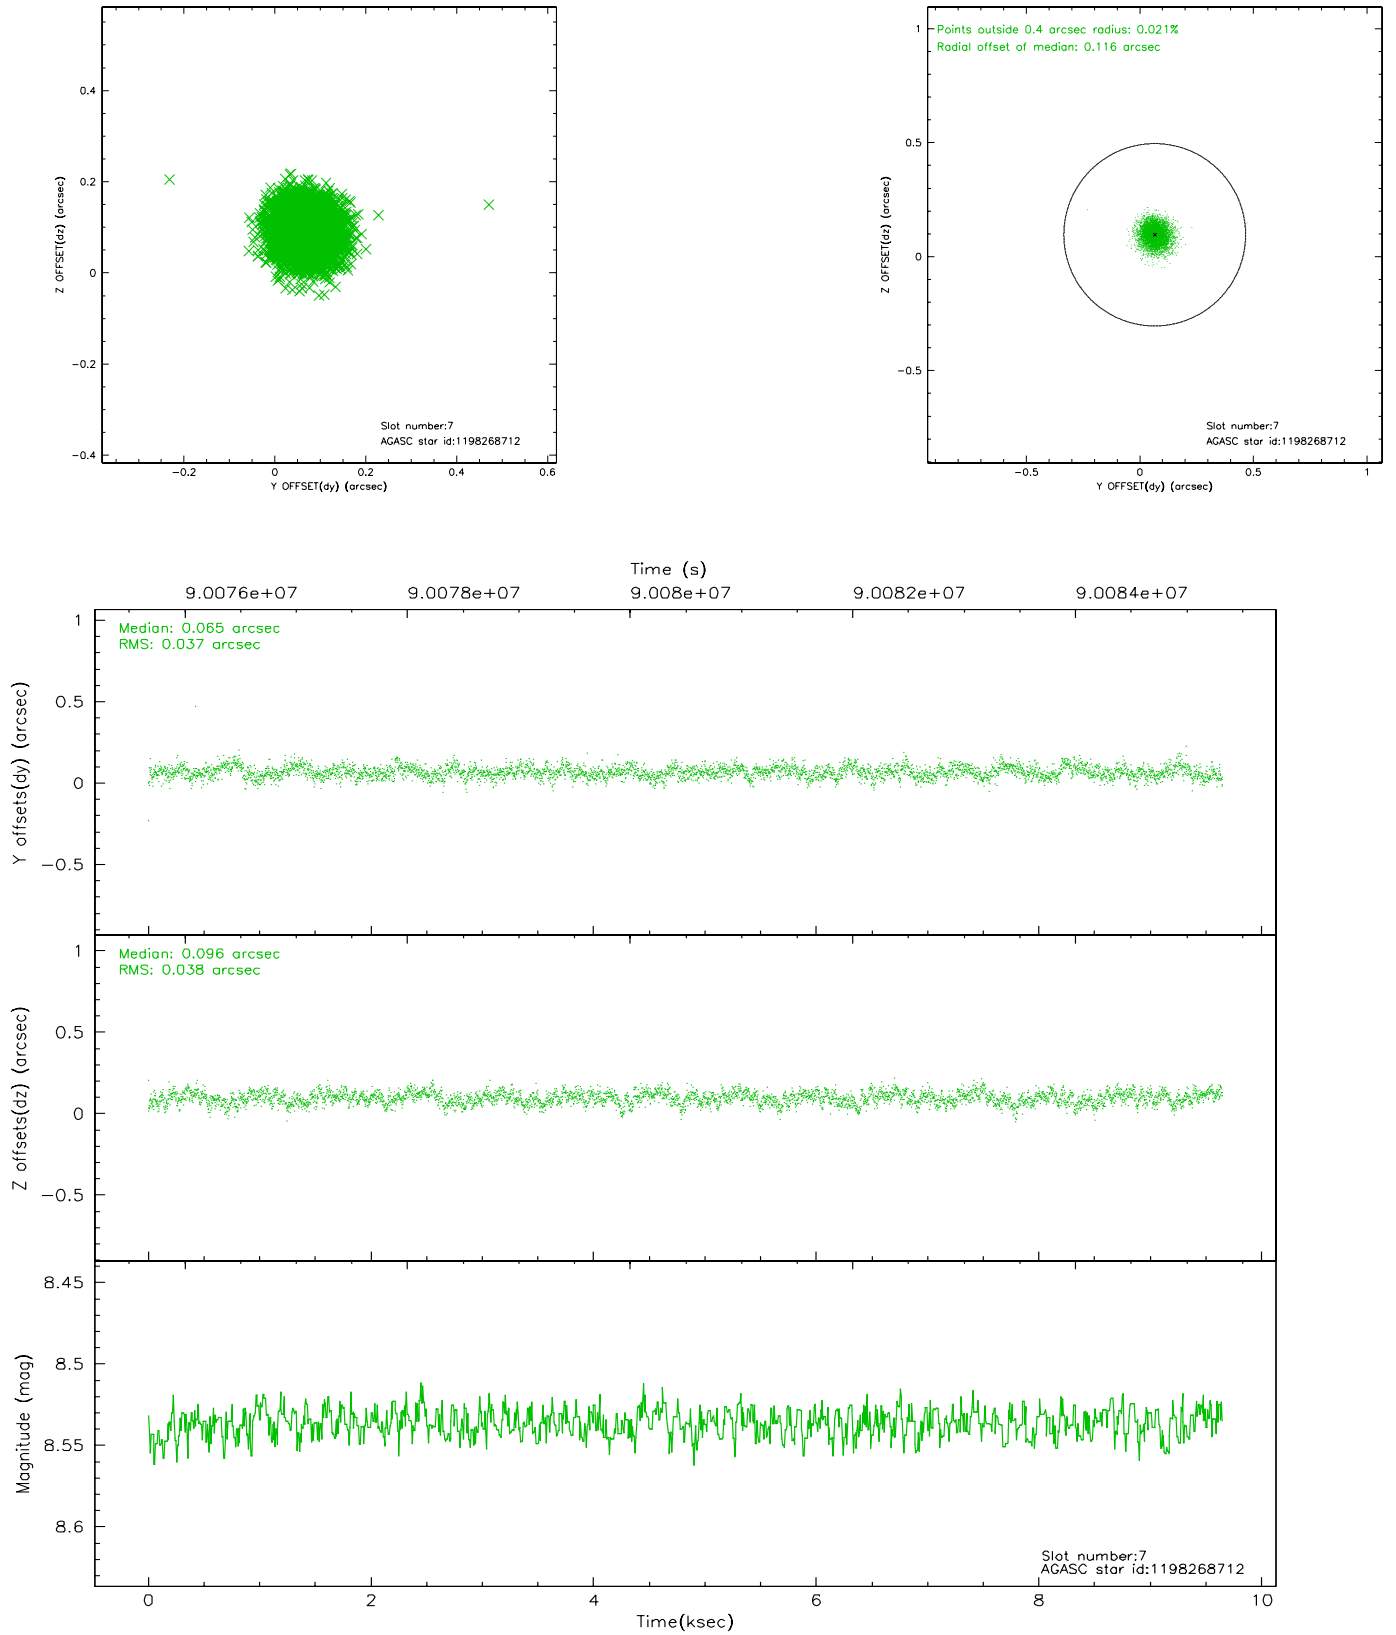 0.4
0.2
0
−0.2
−0.4
Z OFFSET(dz) (arcsec)
Slot number:7
AGASC star id:1198268712
−0.2 0 0.2 0.4 0.6
Y OFFSET(dy) (arcsec)
Points outside 0.4 arcsec radius: 0.021%
Radial offset of median: 0.116 arcsec
1
0.5
0
−0.5
Z OFFSET(dz) (arcsec)
Slot number:7
AGASC star id:1198268712
−0.5 0 0.5 1
Y OFFSET(dy) (arcsec)
Time (s)
9.0076e+07 9.0078e+07 9.008e+07 9.0082e+07 9.0084e+07
Median: 0.065 arcsec
RMS: 0.037 arcsec
1
0.5
0
−0.5
Y offsets(dy) (arcsec)
Median: 0.096 arcsec
RMS: 0.038 arcsec
1
0.5
0
−0.5
Z offsets(dz) (arcsec)
8.45
8.5
8.55
8.6
Magnitude (mag)
Slot number:7
AGASC star id:1198268712
0 2 4 6 8 10
Time(ksec)